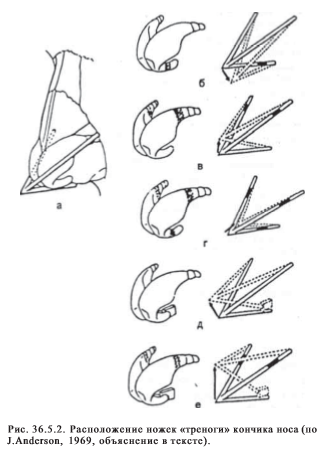 б
в
а
г
д
е
Рис. 36.5.2. Расположение ножек «треноги» кончика носа (по
J.Anderson, 1969, объяснение в тексте).